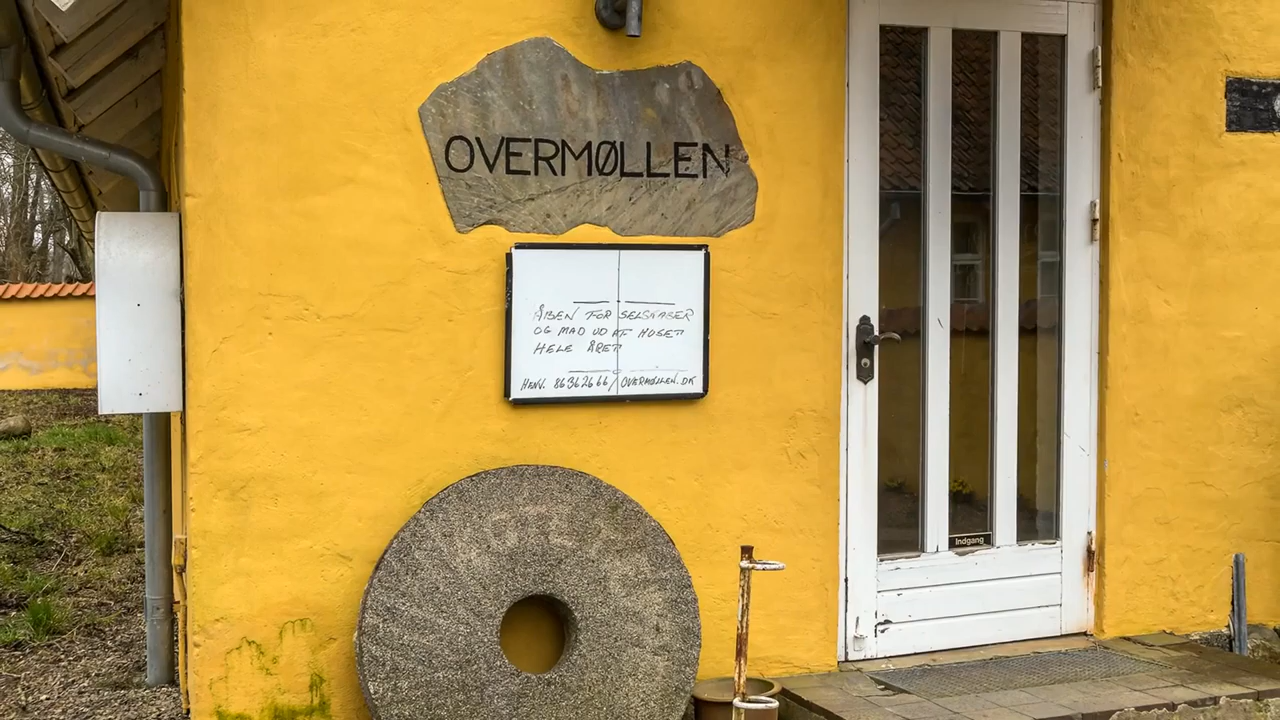 OVERMØLLEN
ÅBEN FOR SELSKABER
OG MAD UD AF HUSET
HELE ÅRET
HENV. 86362666/OVERMØLLEN.DK
Indgang